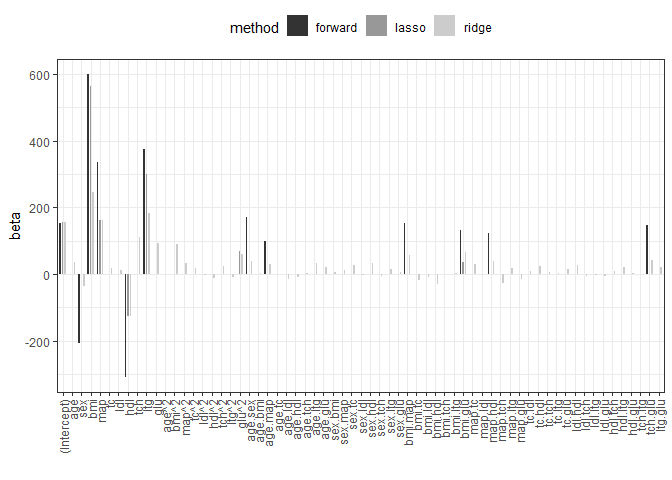 method forward lasso ridge
beta
600
400
200
0
-200
(Intercept)
age
sex
bmi
map
tc
ldl
hdl
tch
ltg
glu
age^2
bmi^2
map^2
tc^2
ldl^2
hdl^2
tch^2
ltg^2
glu^2
age.sex
age.bmi
age.map
age.tc
age.ldl
age.hdl
age.tch
age.ltg
age.glu
sex.bmi
sex.map
sex.tc
sex.ldl
sex.hdl
sex.tch
sex.ltg
sex.glu
bmi.map
bmi.tc
bmi.ldl
bmi.hdl
bmi.tch
bmi.ltg
bmi.glu
map.tc
map.ldl
map.hdl
map.tch
map.ltg
map.glu
tc.ldl
tc.hdl
tc.tch
tc.ltg
tc.glu
ldl.hdl
ldl.tch
ldl.ltg
ldl.glu
hdl.tch
hdl.ltg
hdl.glu
tch.ltg
tch.glu
ltg.glu